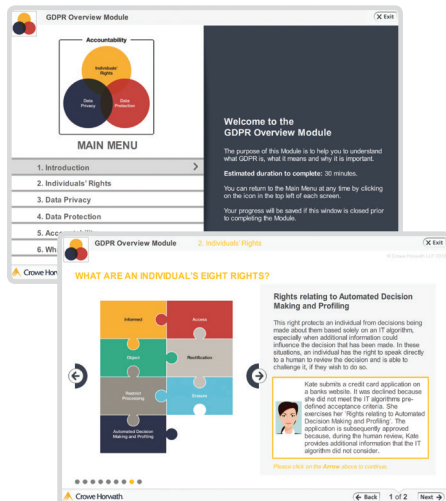 GDPR Overview Module
X Exit
Accountability
Individuals'
Rights
Data
Privacy
Data
Protection
MAIN MENU
1. Introduction
2. Individuals' Rights
3. Data Privacy
4. Data Protection
5. Acc
6. Wh
Crowe Horvath
Welcome to the
GDPR Overview Module
The purpose of this Module is to help you to understand
what GDPR is, what it means and why it is important.
Estimated duration to complete: 30 minutes.
You can return to the Main Menu at any time by clicking
on the icon in the top left of each screen.
Your progress will be saved if this window is closed prior
to completing the Module.
GDPR Overview Module
2. Individuals' Rights
X Exit
WHAT ARE AN INDIVIDUAL'S EIGHT RIGHTS?
Informed
Access
Object
Rectification
Restrict
Processing
Erasure
Automated Decision
Making and Profiling
Rights relating to Automated Decision
Making and Profiling
This right protects an individual from decisions being
made about them based solely on an IT algorithm,
especially when additional information could
influence the decision that has been made. In these
situations, an individual has the right to speak directly
to a human to review the decision and is able to
challenge it, if they wish to do so.
Kate submits a credit card application on
a banks website. It was declined because
she did not meet the IT algorithms pre-
defined acceptance criteria. She
exercises her 'Rights relating to Automated
Decision Making and Profiling'. The
application is subsequently approved
because, during the human review, Kate
provides additional information that the IT
algorithm did not consider.
Please click on the Arrow above to continue.
Crowe Horvath.
Back
1 of 2
Next